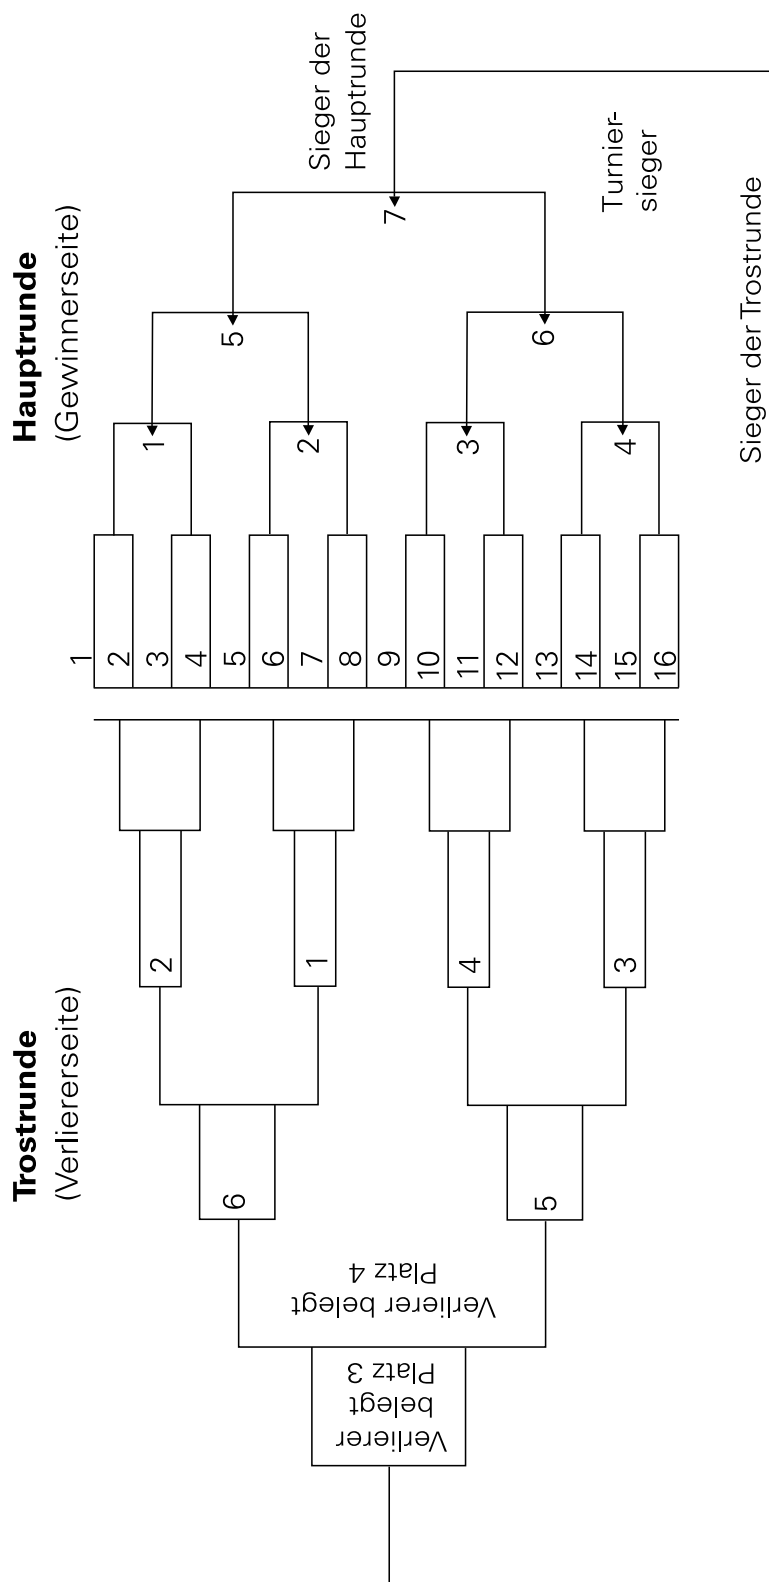 Trostrunde
(Verliererseite)
Hauptrunde
(Gewinnerseite)
1
2
3
4
5
6
7
8
9
10
11
12
13
14
15
16
1
2
3
4
5
6
7
Sieger der
Hauptrunde
Turnier-
sieger
Sieger der Trostrunde
2
1
4
3
6
5
Verlierer belegt
Platz 4
Verlierer
belegt
Platz 3